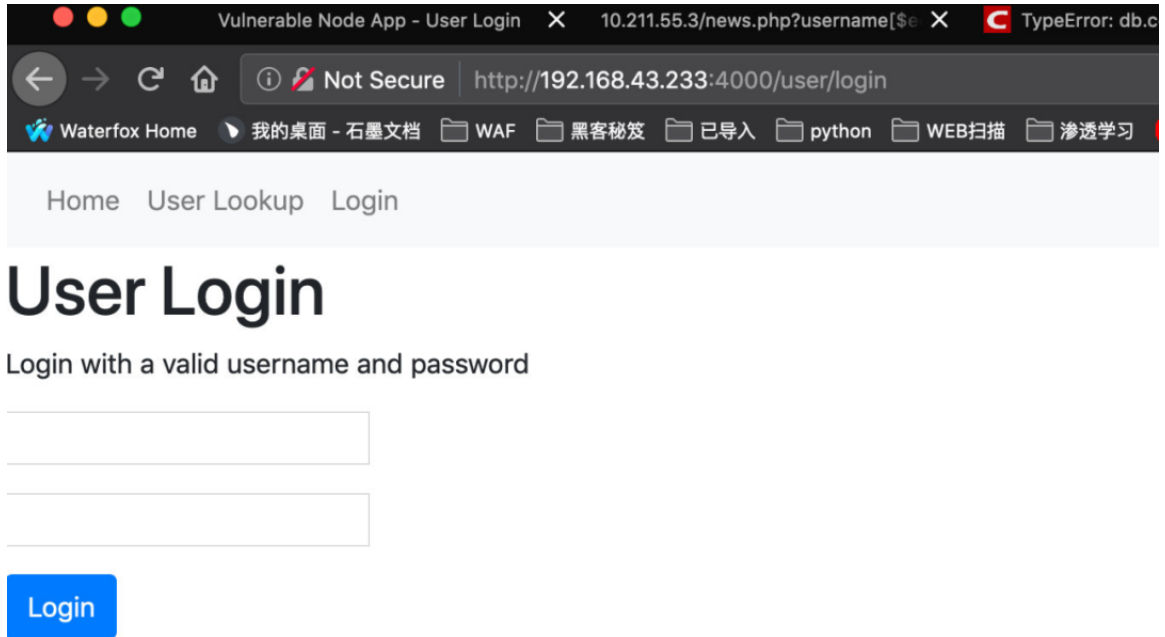 Vulnerable Node App - User Login 10.211.55.3/news.php?username[$e TypeError: db.c
Not Secure http://192.168.43.233:4000/user/login
Waterfox Home 我的桌面 - 石墨文档 WAF 黑客秘笈 已导入 python WEB扫描 渗透学习
Home User Lookup Login
User Login
Login with a valid username and password
Login